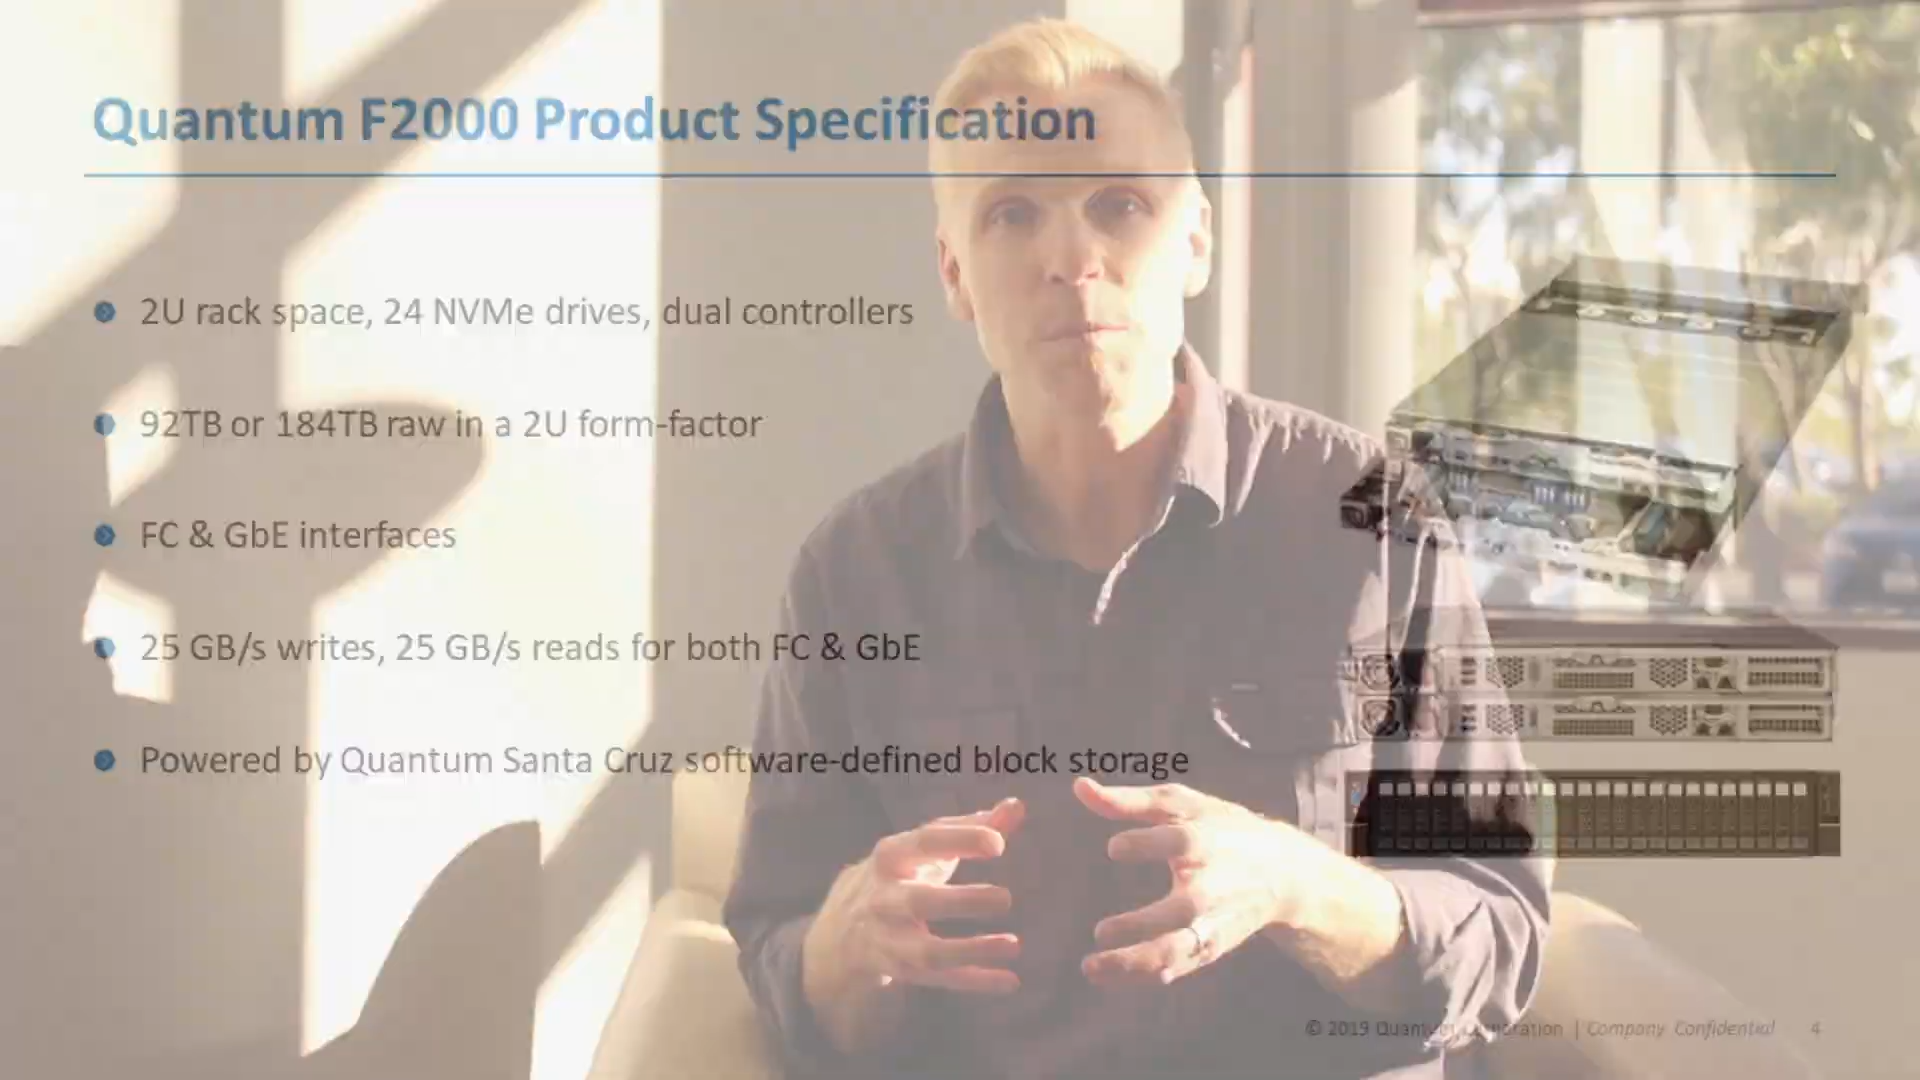 Quantum F2000 Product Specification
2U rack space, 24 NVMe drives, dual controllers
92TB or 184TB raw in a 2U form-factor
FC & GbE interfaces
25 GB/s writes, 25 GB/s reads for both FC & GbE
Powered by Quantum Santa Cruz software-defined block storage
© 2019 Quantum Corporation | Company Confidential 4